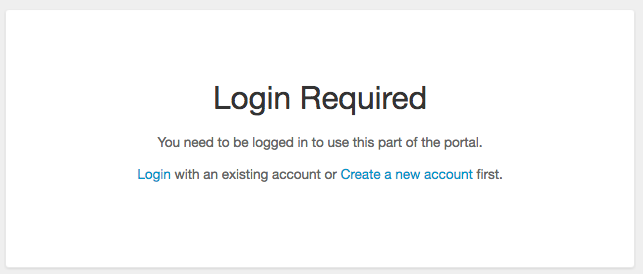 Login Required
You need to be logged in to use this part of the portal.
Login with an existing account or Create a new account first.